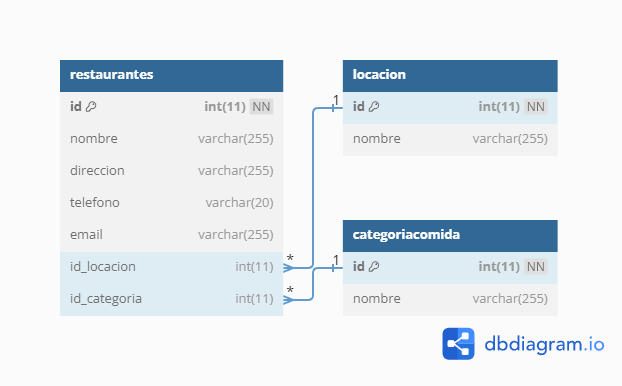 restaurantes
id int(11) NN
nombre varchar(255)
direccion varchar(255)
telefono varchar(20)
email varchar(255)
id_locacion int(11)
id_categoria int(11)
*
*
1
1
locacion
id int(11) NN
nombre varchar(255)
categoriacomida
id int(11) NN
nombre varchar(255)
dbdiagram.io